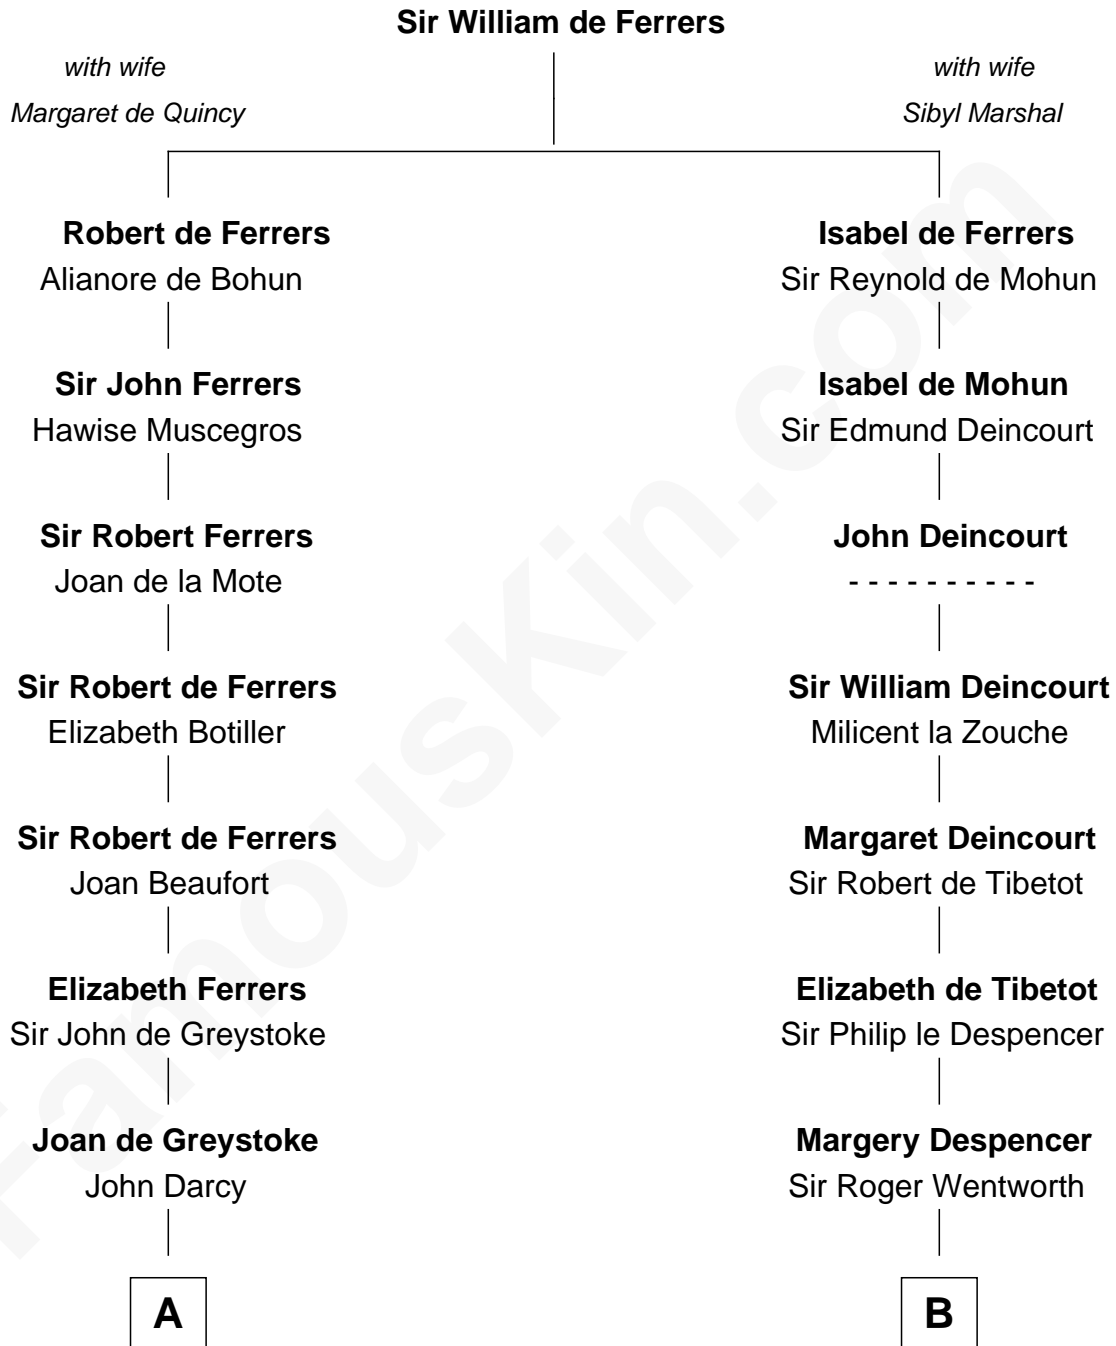 Sir William de Ferrers
with wife
Margaret de Quincy
with wife
Sibyl Marshal
Robert de Ferrers
Alianore de Bohun
Isabel de Ferrers
Sir Reynold de Mohun
Sir John Ferrers
Hawise Muscegros
Isabel de Mohun
Sir Edmund Deincourt
Sir Robert Ferrers
Joan de la Mote
John Deincourt
- - - - - - - - - -
Sir Robert de Ferrers
Elizabeth Botiller
Sir William Deincourt
Milicent la Zouche
Sir Robert de Ferrers
Joan Beaufort
Margaret Deincourt
Sir Robert de Tibetot
Elizabeth Ferrers
Sir John de Greystoke
Elizabeth de Tibetot
Sir Philip le Despencer
Joan de Greystoke
John Darcy
Margery Despencer
Sir Roger Wentworth
A
B
FamousKin.com